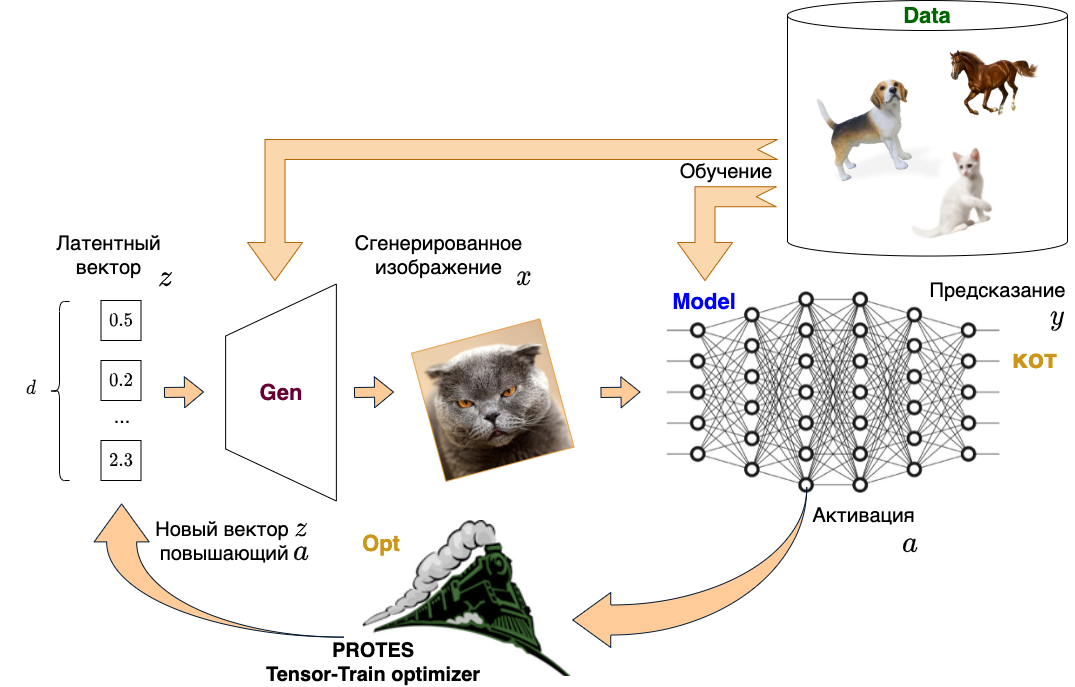 Data
Обучение
Латентный
вектор z
Сгенерированное
изображение x
Model
Предсказание
y
0.5
0.2
...
2.3
d
Gen
кот
Новый вектор z
повышающий a
Opt
Активация
a
PROTES
Tensor-Train optimizer